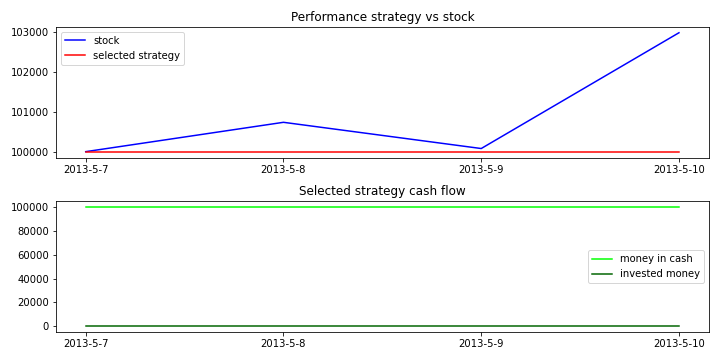 Performance strategy vs stock
103000
102000
101000
100000
stock
selected strategy
2013-5-7 2013-5-8 2013-5-9 2013-5-10
Selected strategy cash flow
100000
80000
60000
40000
20000
0
money in cash
invested money
2013-5-7 2013-5-8 2013-5-9 2013-5-10